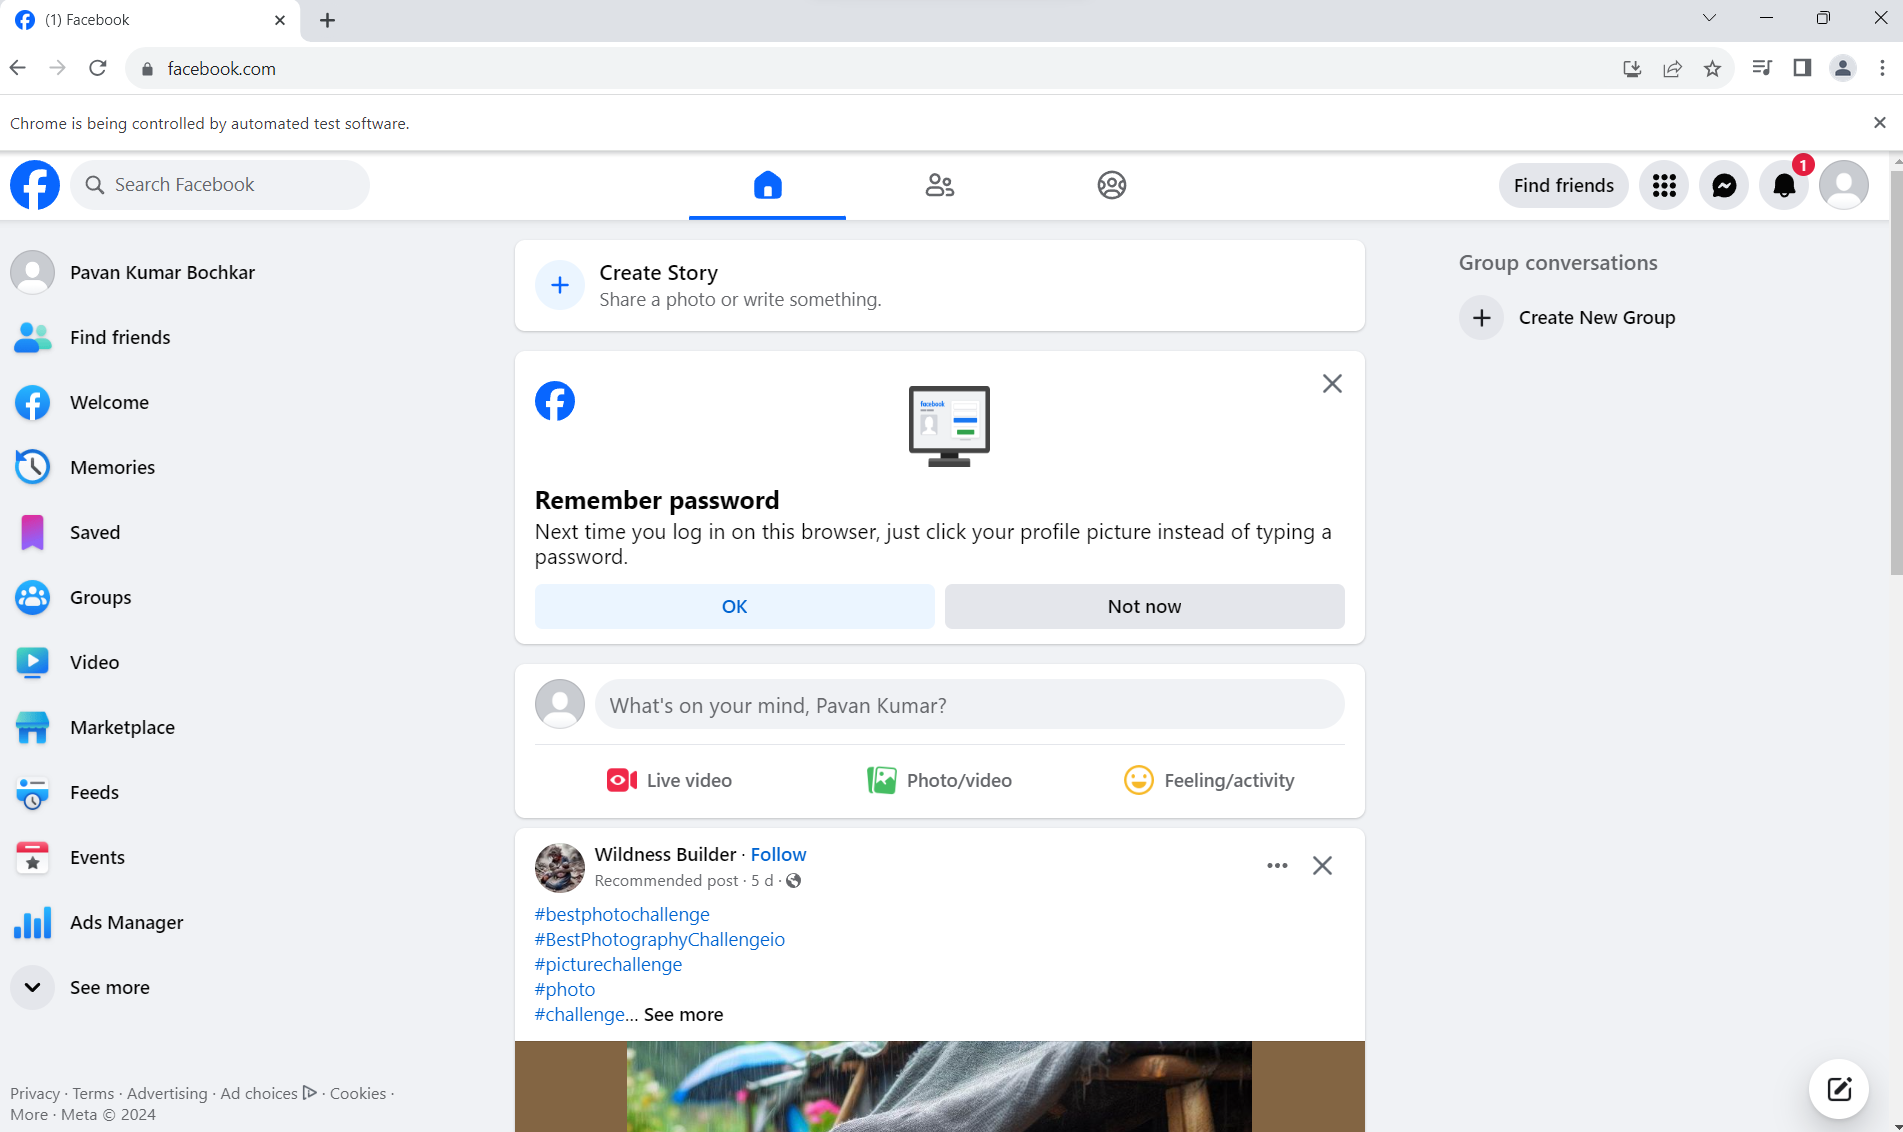 (1) Facebook
facebook.com
Chrome is being controlled by automated test software.
Search Facebook
Find friends
1
Pavan Kumar Bochkar
Find friends
Welcome
Memories
Saved
Groups
Video
Marketplace
Feeds
Events
Ads Manager
See more
Privacy · Terms · Advertising · Ad choices · Cookies ·
More · Meta © 2024
Create Story
Share a photo or write something.
facebook
Remember password
Next time you log in on this browser, just click your profile picture instead of typing a
password.
OK
Not now
What's on your mind, Pavan Kumar?
Live video
Photo/video
Feeling/activity
Wildness Builder · Follow
Recommended post · 5 d ·
#bestphotochallenge
#BestPhotographyChallengeio
#picturechallenge
#photo
#challenge... See more
Group conversations
Create New Group